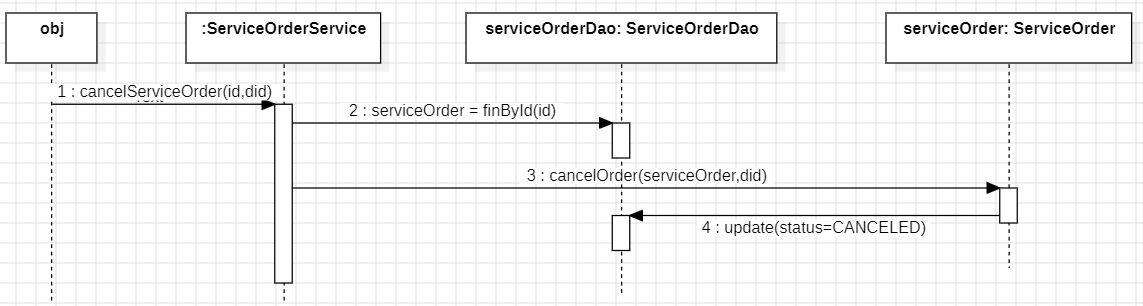 obj
:ServiceOrderService
serviceOrderDao: ServiceOrderDao
serviceOrder: ServiceOrder
1 : cancelServiceOrder(id,did)
2 : serviceOrder = finById(id)
3 : cancelOrder(serviceOrder,did)
4 : update(status=CANCELED)